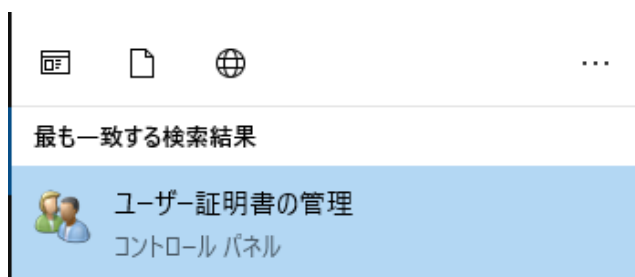 最も一致する検索結果
ユーザー証明書の管理
コントロール パネル